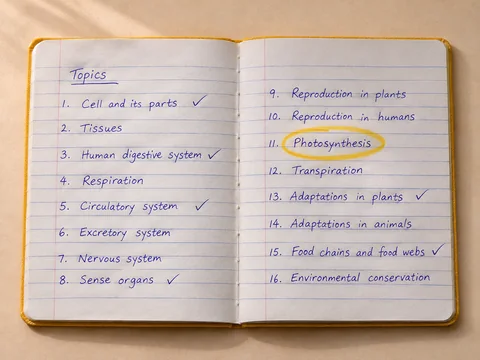 Topics
1. Cell and its parts ✓
2. Tissues
3. Human digestive system ✓
4. Respiration
5. Circulatory system ✓
6. Excretory system
7. Nervous system
8. Sense organs ✓
9. Reproduction in plants
10. Reproduction in humans
11. Photosynthesis
12. Transpiration
13. Adaptations in plants ✓
14. Adaptations in animals
15. Food chains and food webs ✓
16. Environmental conservation